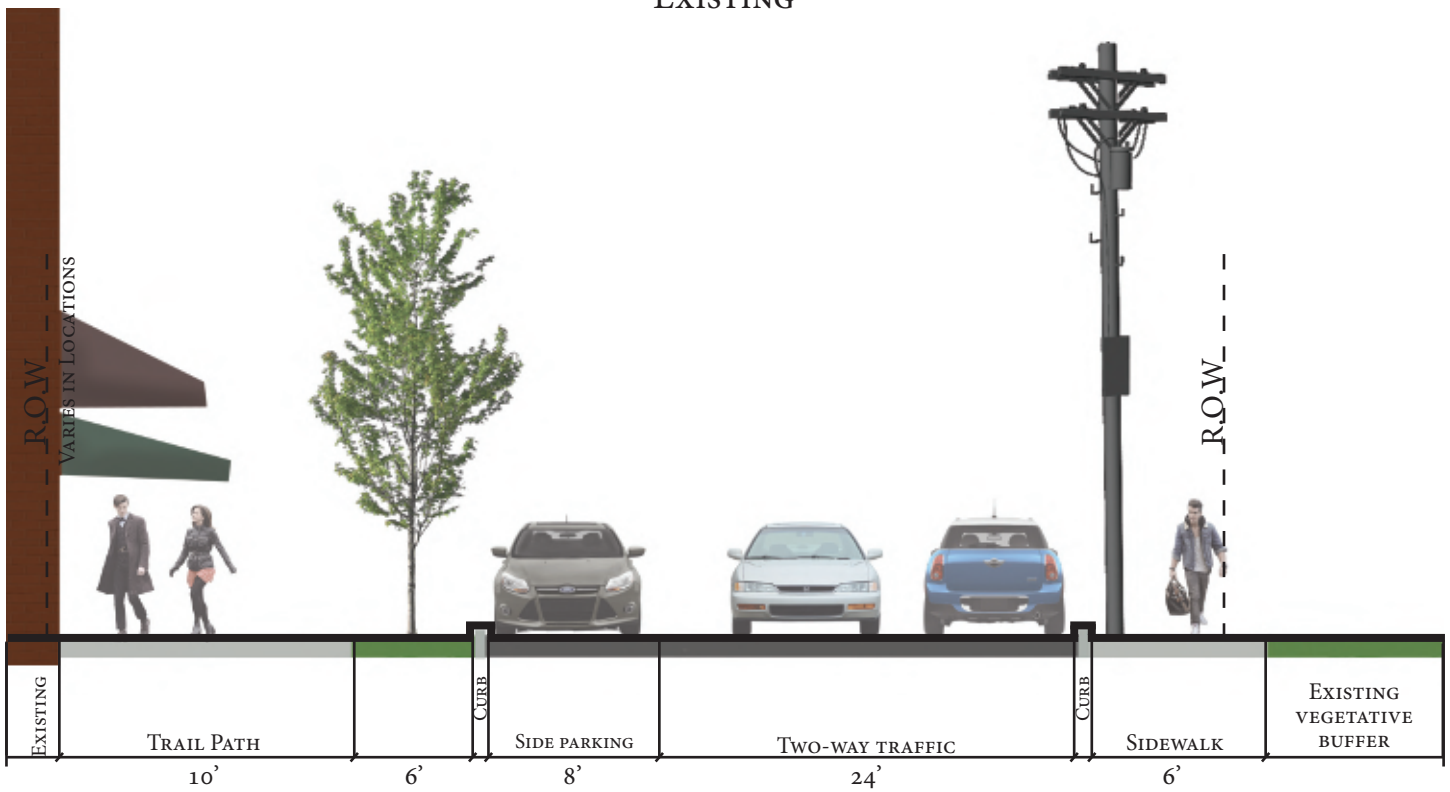 Existing
R.O.W.
Varies in Locations
R.O.W.
Existing
Trail Path
Curb
Side parking
Two-way traffic
Curb
Sidewalk
Existing
vegetative
buffer
10’
6’
8’
24’
6’